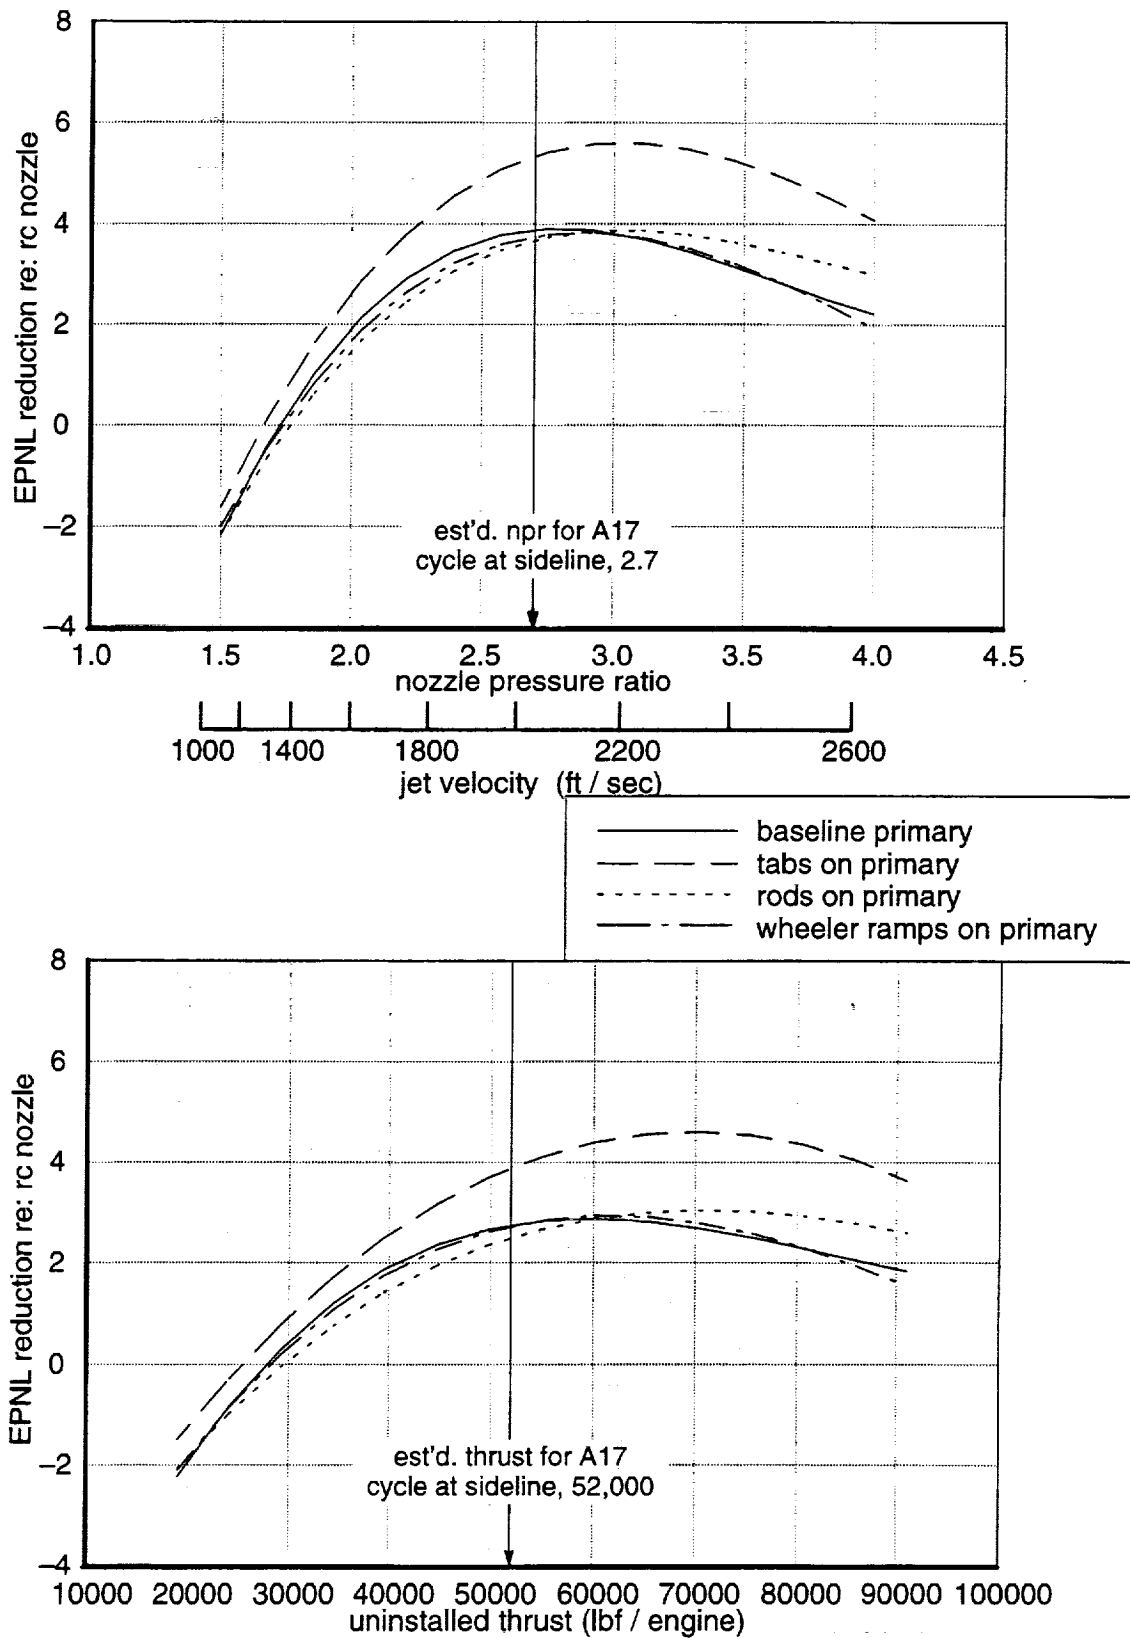 8
6
4
2
0
−2
−4
EPNL reduction re: rc nozzle
est'd. npr for A17
cycle at sideline, 2.7
1.0 1.5 2.0 2.5 3.0 3.5 4.0 4.5
nozzle pressure ratio
1000 1400 1800 2200 2600
jet velocity (ft / sec)
baseline primary
tabs on primary
rods on primary
wheeler ramps on primary
8
6
4
2
0
−2
−4
EPNL reduction re: rc nozzle
est'd. thrust for A17
cycle at sideline, 52,000
10000 20000 30000 40000 50000 60000 70000 80000 90000 100000
uninstalled thrust (lbf / engine)